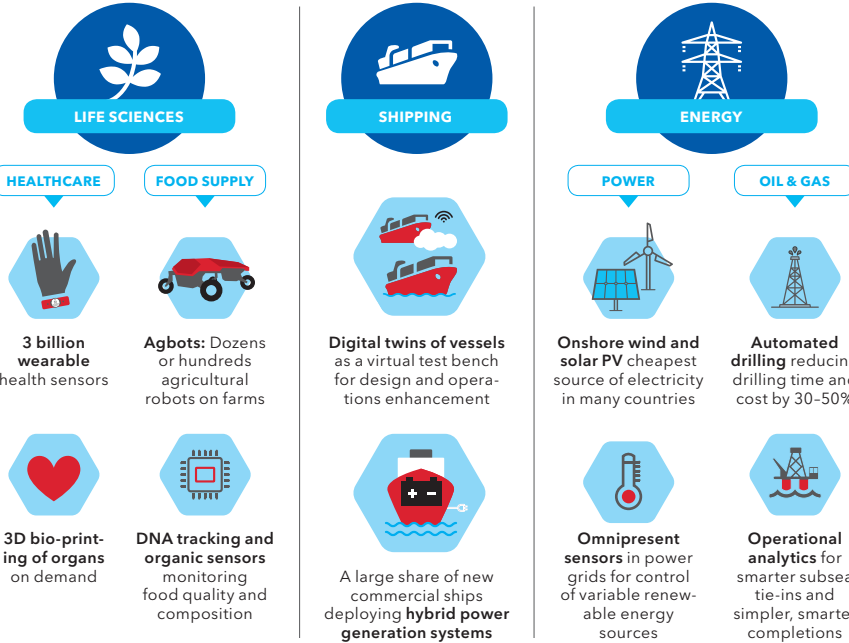 LIFE SCIENCES
HEALTHCARE
3 billion
wearable
health sensors
3D bio-print-
ing of organs
on demand
FOOD SUPPLY
Agbots: Dozens
or hundreds
agricultural
robots on farms
DNA tracking and
organic sensors
monitoring
food quality and
composition
SHIPPING
Digital twins of vessels
as a virtual test bench
for design and opera-
tions enhancement
A large share of new
commercial ships
deploying hybrid power
generation systems
ENERGY
POWER
Onshore wind and
solar PV cheapest
source of electricity
in many countries
Omnipresent
sensors in power
grids for control
of variable renew-
able energy
sources
OIL & GAS
Automated
drilling reducin
drilling time and
cost by 30–50%
Operational
analytics for
smarter subsea
tie-ins and
simpler, smarte
completions